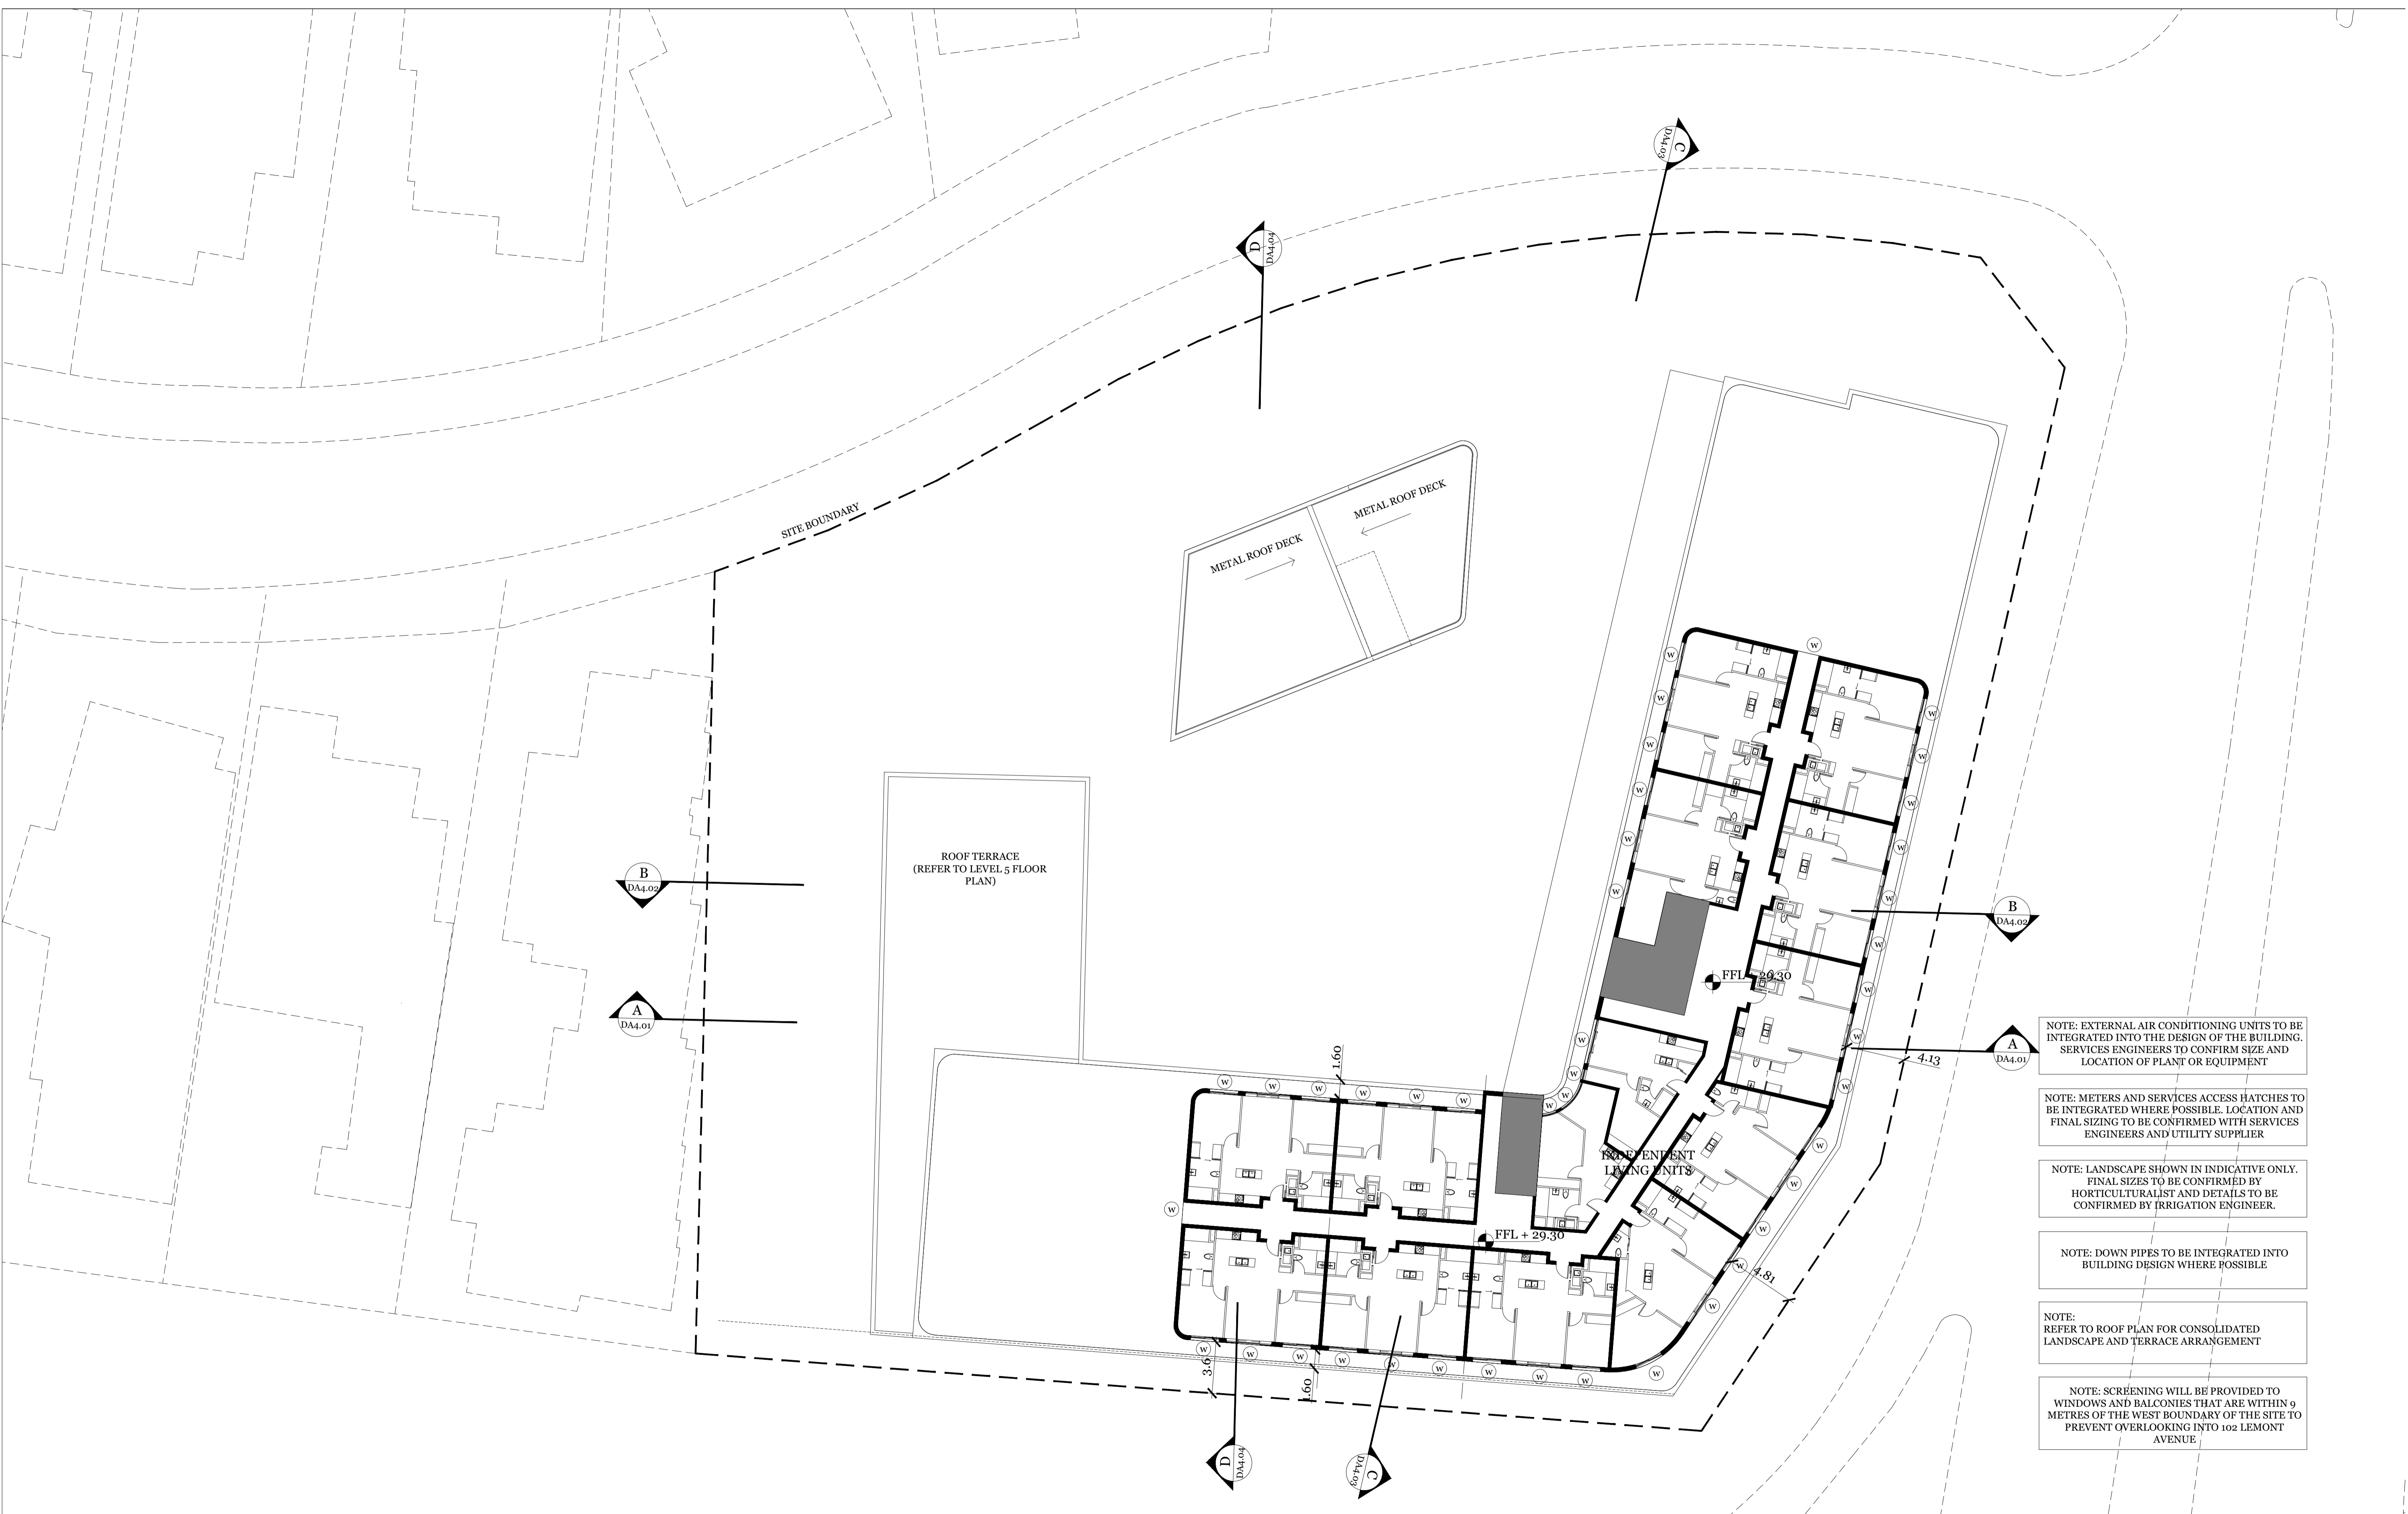 C
DA4.03
D
DA4.04
METAL ROOF DECK
METAL ROOF DECK
SITE BOUNDARY
W
W
W
W
W
W
W
W
W
W
W
W
ROOF TERRACE
(REFER TO LEVEL 5 FLOOR
PLAN)
W
W
B
DA4.02
W
B
DA4.02
W
FFL + 29.30
W
A
DA4.01
A
DA4.01
W
W
4.13
1.60
W
W
W
W
W
W
W
W
W
W
W
W
INDEPENDENT
LIVING UNITS
W
W
W
FFL + 29.30
W
4.81
W
W
W
W
W
W
W
W
W
W
W
W
3.6
1.60
D
DA4.04
C
DA4.03
NOTE: EXTERNAL AIR CONDITIONING UNITS TO BE
INTEGRATED INTO THE DESIGN OF THE BUILDING.
SERVICES ENGINEERS TO CONFIRM SIZE AND
LOCATION OF PLANT OR EQUIPMENT
NOTE: METERS AND SERVICES ACCESS HATCHES TO
BE INTEGRATED WHERE POSSIBLE. LOCATION AND
FINAL SIZING TO BE CONFIRMED WITH SERVICES
ENGINEERS AND UTILITY SUPPLIER
NOTE: LANDSCAPE SHOWN IN INDICATIVE ONLY.
FINAL SIZES TO BE CONFIRMED BY
HORTICULTURALIST AND DETAILS TO BE
CONFIRMED BY IRRIGATION ENGINEER.
NOTE: DOWN PIPES TO BE INTEGRATED INTO
BUILDING DESIGN WHERE POSSIBLE
NOTE:
REFER TO ROOF PLAN FOR CONSOLIDATED
LANDSCAPE AND TERRACE ARRANGEMENT
NOTE: SCREENING WILL BE PROVIDED TO
WINDOWS AND BALCONIES THAT ARE WITHIN 9
METRES OF THE WEST BOUNDARY OF THE SITE TO
PREVENT OVERLOOKING INTO 102 LEMONT
AVENUE